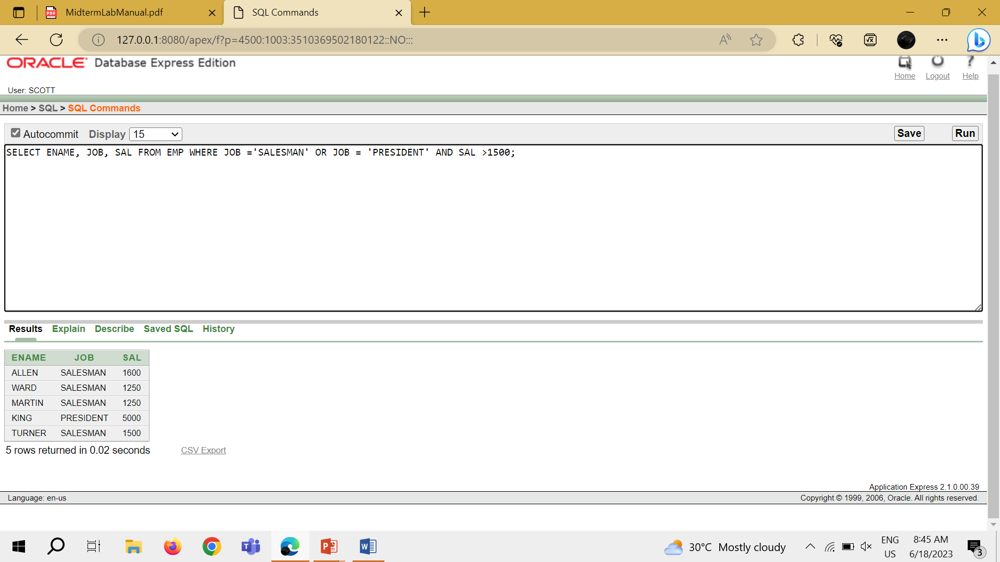 MidtermLabManual.pdf
SQL Commands
127.0.0.1:8080/apex/f?p=4500:1003:3510369502180122::NO:::
ORACLE Database Express Edition
Home Logout Help
User: SCOTT
Home > SQL > SQL Commands
Autocommit Display 15 Save Run
SELECT ENAME, JOB, SAL FROM EMP WHERE JOB ='SALESMAN' OR JOB = 'PRESIDENT' AND SAL >1500;
Results Explain Describe Saved SQL History
ENAME JOB SAL
ALLEN SALESMAN 1600
WARD SALESMAN 1250
MARTIN SALESMAN 1250
KING PRESIDENT 5000
TURNER SALESMAN 1500
5 rows returned in 0.02 seconds CSV Export
Application Express 2.1.0.00.39
Language: en-us Copyright © 1999, 2006, Oracle. All rights reserved.
30°C Mostly cloudy
ENG
US
8:45 AM
6/18/2023
3